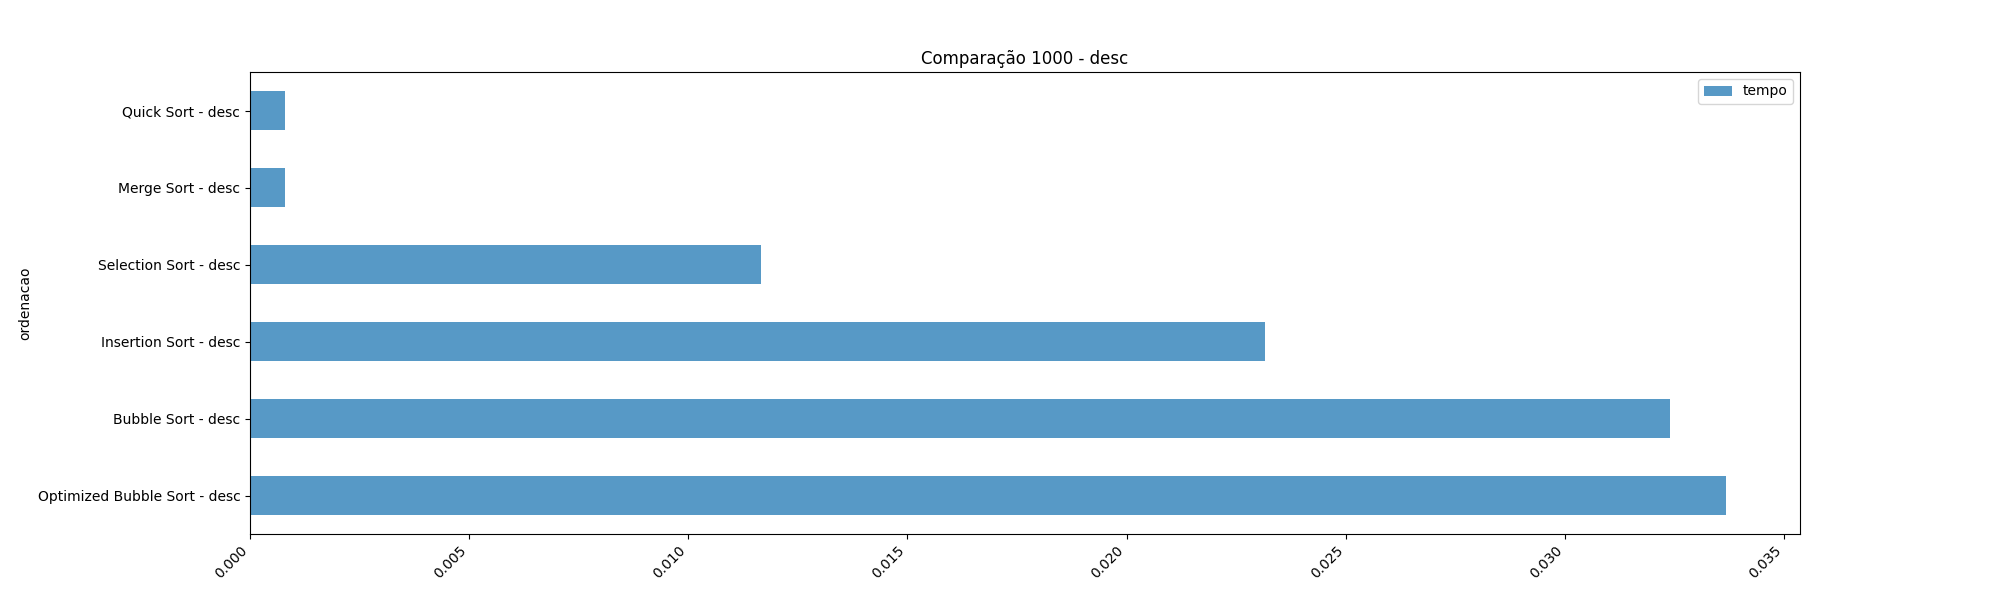 Comparação 1000 - desc
tempo
Quick Sort - desc
Merge Sort - desc
Selection Sort - desc
Insertion Sort - desc
Bubble Sort - desc
Optimized Bubble Sort - desc
ordenacao
0.000
0.005
0.010
0.015
0.020
0.025
0.030
0.035